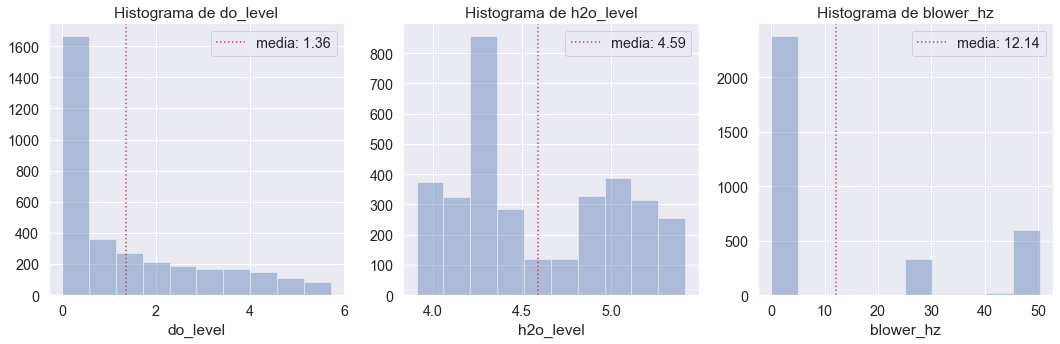 Histograma de do_level
media: 1.36
1600
1400
1200
1000
800
600
400
200
0
0 2 4 6
do_level
Histograma de h2o_level
media: 4.59
800
700
600
500
400
300
200
100
0
4.0 4.5 5.0
h2o_level
Histograma de blower_hz
media: 12.14
2000
1500
1000
500
0
0 10 20 30 40 50
blower_hz